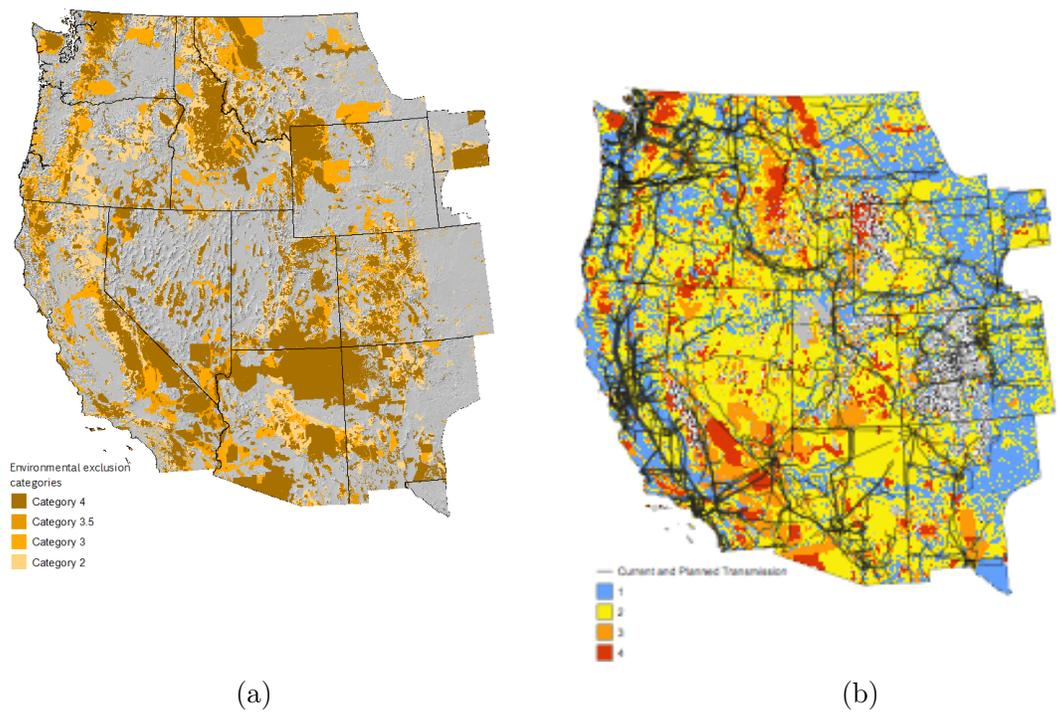 Environmental exclusion
categories
Category 4
Category 3.5
Category 3
Category 2
Current and Planned Transmission
1
2
3
4
(a)
(b)